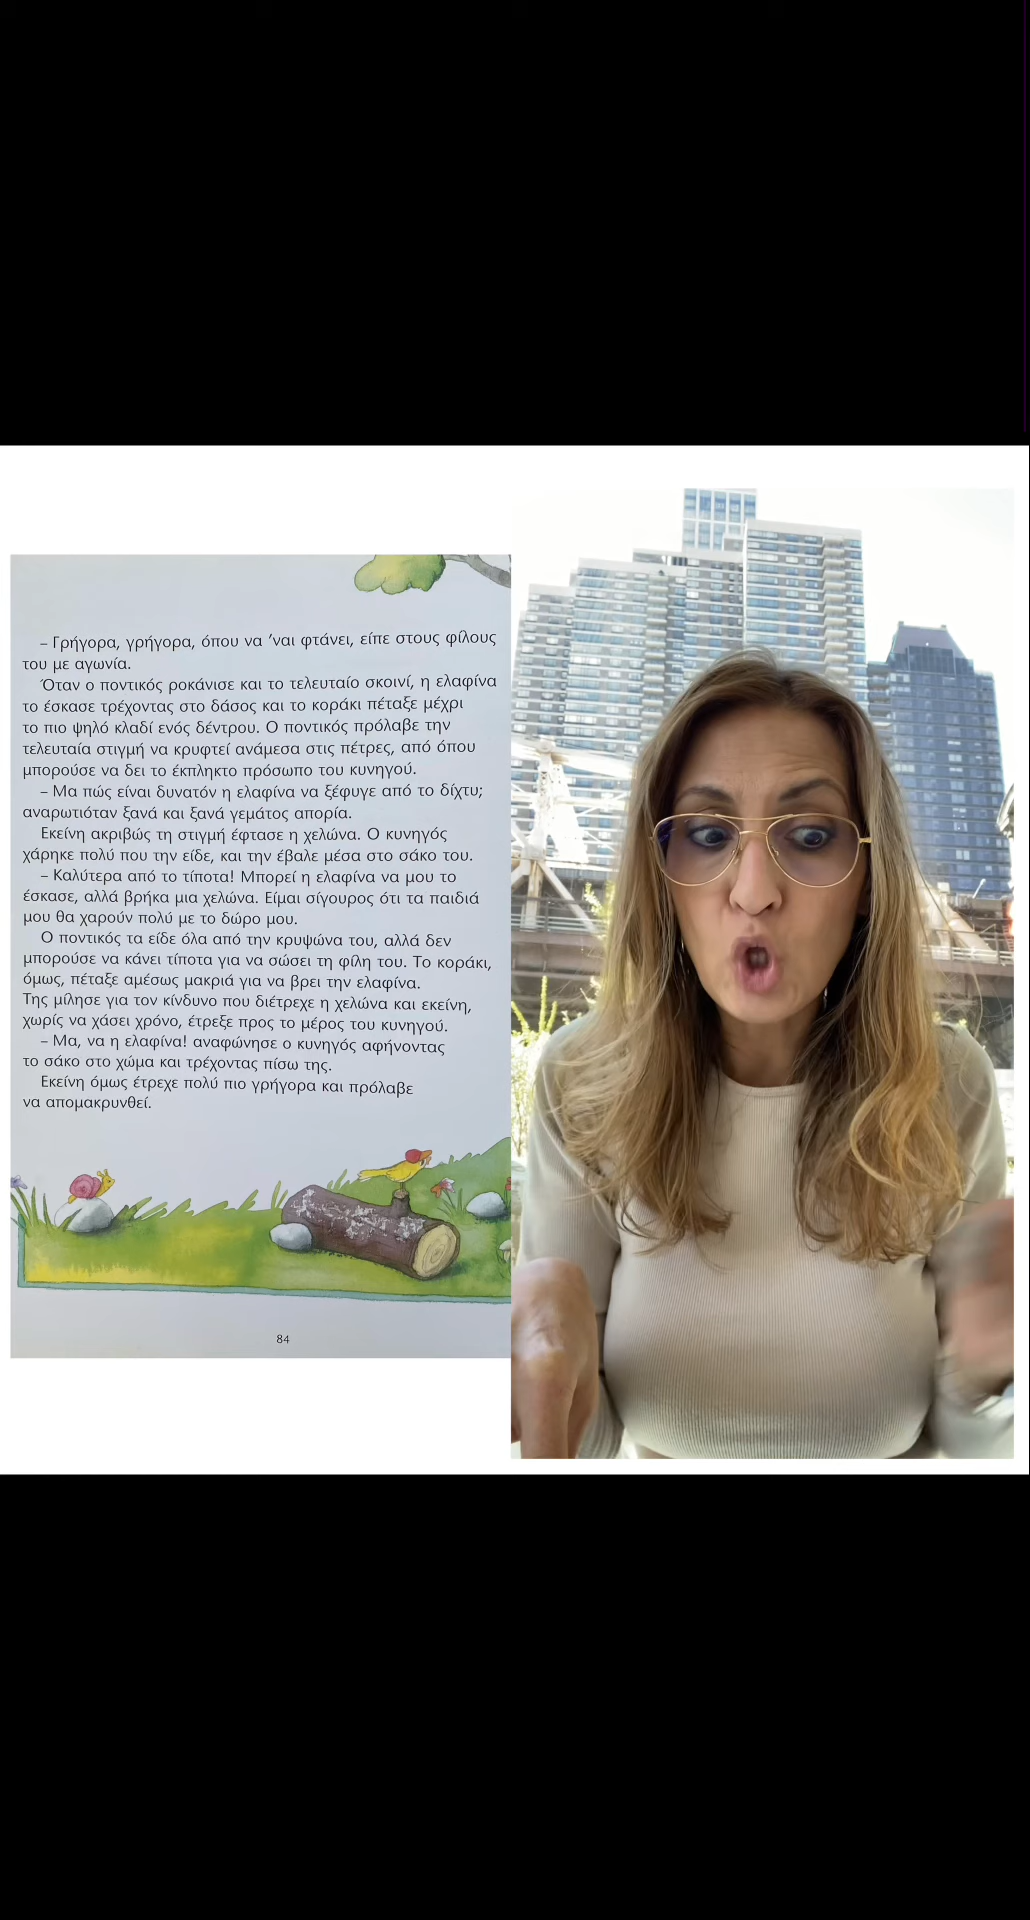 – Γρήγορα, γρήγορα, όπου να ’ναι φτάνει, είπε στους φίλους
του με αγωνία.
Όταν ο ποντικός ροκάνισε και το τελευταίο σκοινί, η ελαφίνα
το έσκασε τρέχοντας στο δάσος και το κοράκι πέταξε μέχρι
το πιο ψηλό κλαδί ενός δέντρου. Ο ποντικός πρόλαβε την
τελευταία στιγμή να κρυφτεί ανάμεσα στις πέτρες, από όπου
μπορούσε να δει το έκπληκτο πρόσωπο του κυνηγού.
– Μα πώς είναι δυνατόν η ελαφίνα να ξέφυγε από το δίχτυ;
αναρωτιόταν ξανά και ξανά γεμάτος απορία.
Εκείνη ακριβώς τη στιγμή έφτασε η χελώνα. Ο κυνηγός
χάρηκε πολύ που την είδε, και την έβαλε μέσα στο σάκο του.
– Καλύτερα από το τίποτα! Μπορεί η ελαφίνα να μου το
έσκασε, αλλά βρήκα μια χελώνα. Είμαι σίγουρος ότι τα παιδιά
μου θα χαρούν πολύ με το δώρο μου.
Ο ποντικός τα είδε όλα από την κρυψώνα του, αλλά δεν
μπορούσε να κάνει τίποτα για να σώσει τη φίλη του. Το κοράκι,
όμως, πέταξε αμέσως μακριά για να βρει την ελαφίνα.
Της μίλησε για τον κίνδυνο που διέτρεχε η χελώνα και εκείνη,
χωρίς να χάσει χρόνο, έτρεξε προς το μέρος του κυνηγού.
– Μα, να η ελαφίνα! αναφώνησε ο κυνηγός αφήνοντας
το σάκο στο χώμα και τρέχοντας πίσω της.
Εκείνη όμως έτρεχε πολύ πιο γρήγορα και πρόλαβε
να απομακρυνθεί.
84